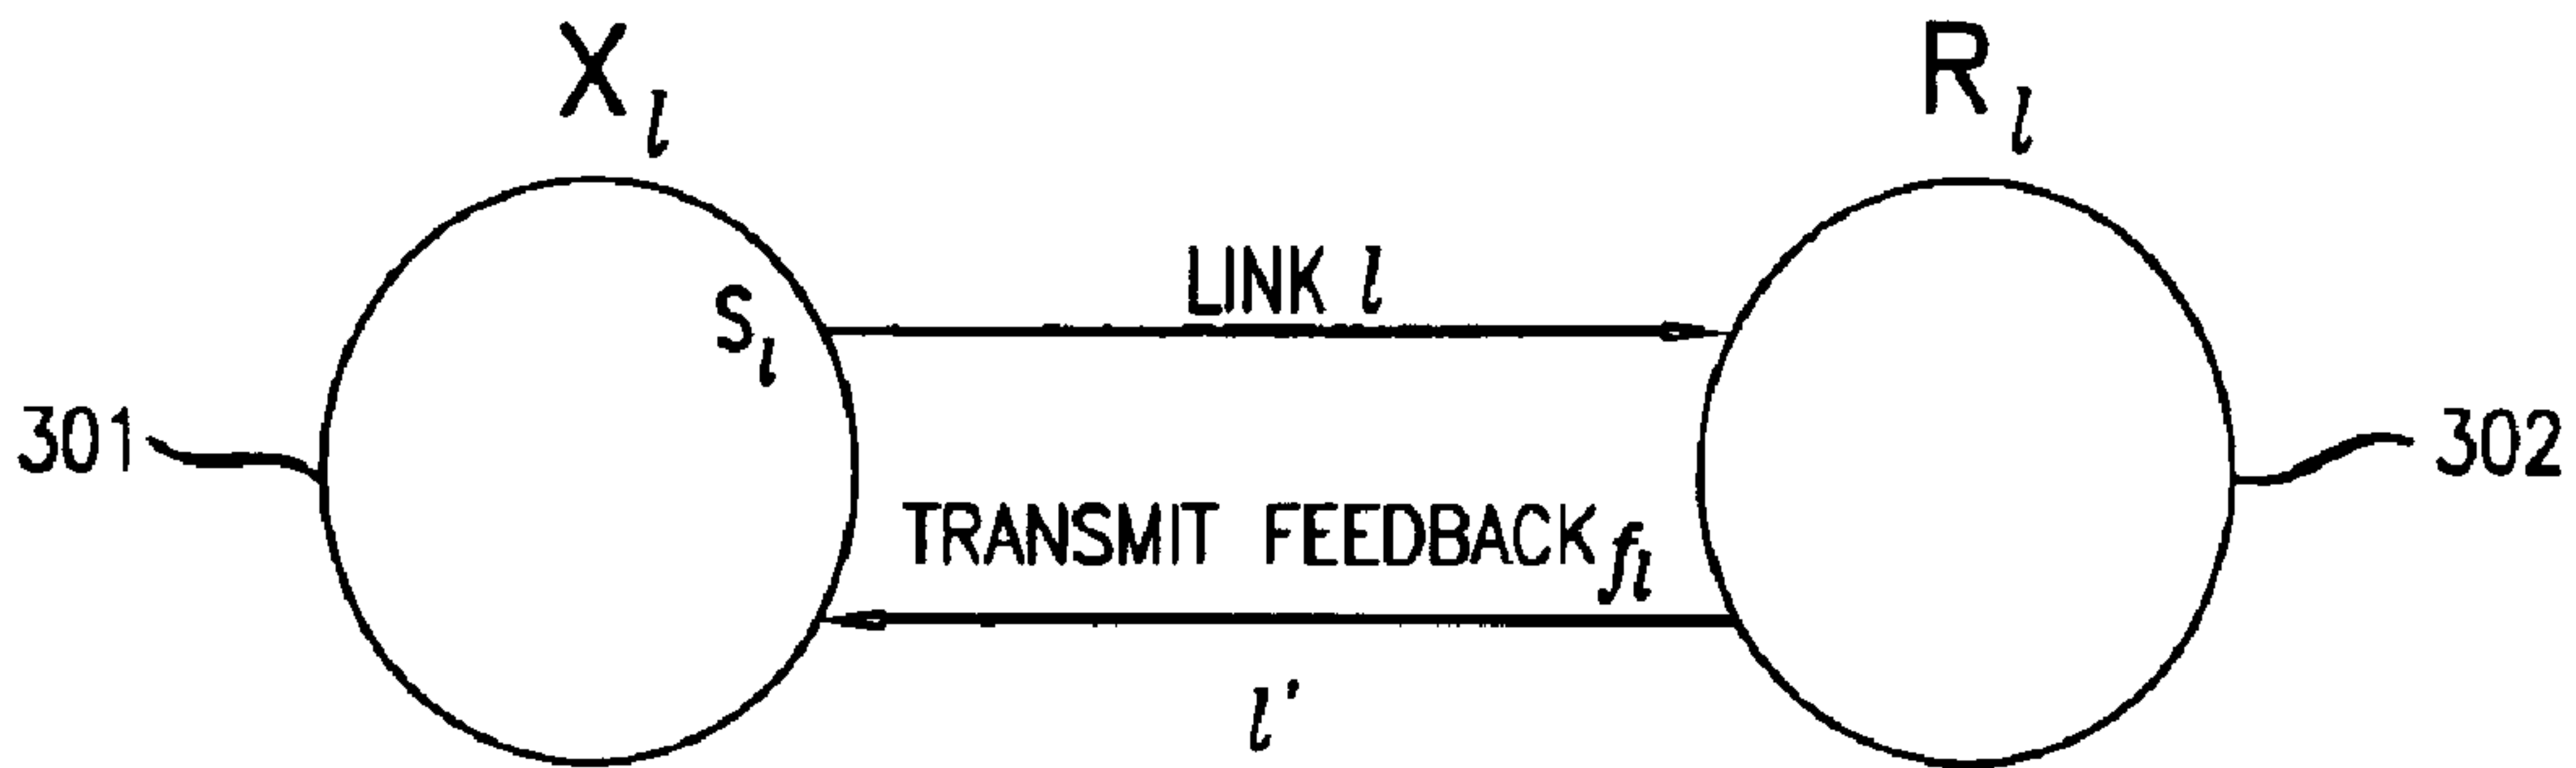 X_l
R_l
LINK l
S_l
301
302
TRANSMIT FEEDBACK f_l
l'